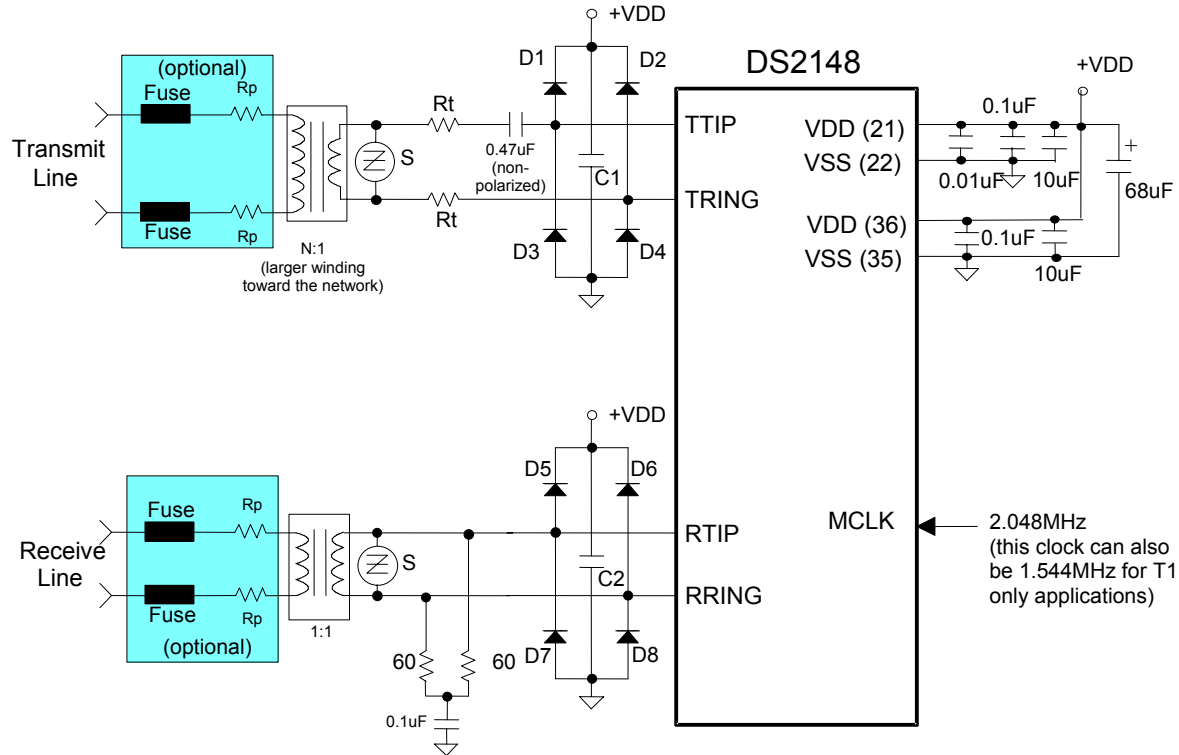 +VDD
(optional)
Fuse
Rp
D1
D2
DS2148
+VDD
Rt
0.1uF
Transmit
Line
S
0.47uF
(non-
polarized)
C1
TTIP
VDD (21)
+
VSS (22)
0.01uF
10uF
68uF
TRING
Fuse
Rp
Rt
D3
D4
VDD (36)
0.1uF
VSS (35)
10uF
N:1
(larger winding
toward the network)
+VDD
D5
D6
Fuse
Rp
Receive
Line
S
C2
RTIP
MCLK
2.048MHz
(this clock can also
be 1.544MHz for T1
only applications)
RRING
Fuse
Rp
(optional)
1:1
60
60
D7
D8
0.1uF